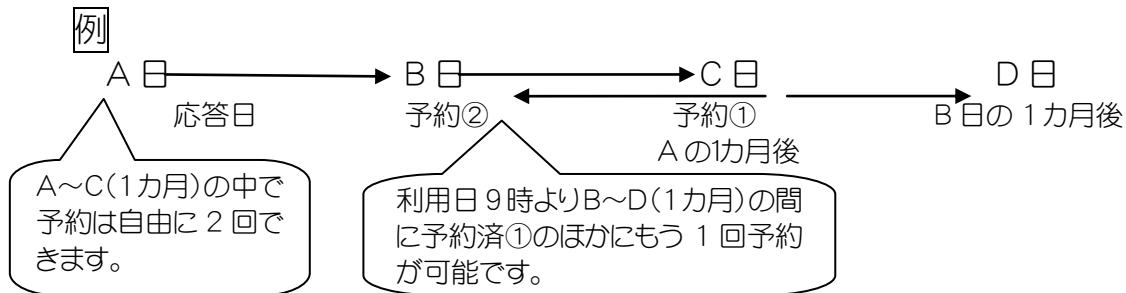 例
A日 B日 C日 D日
応答日 予約② 予約① B日の1カ月後
Aの1カ月後
A～C(1カ月)の中で
予約は自由に2回で
きます。
利用日9時よりB～D(1カ月)の間
に予約済①のほかにもう1回予約
が可能です。